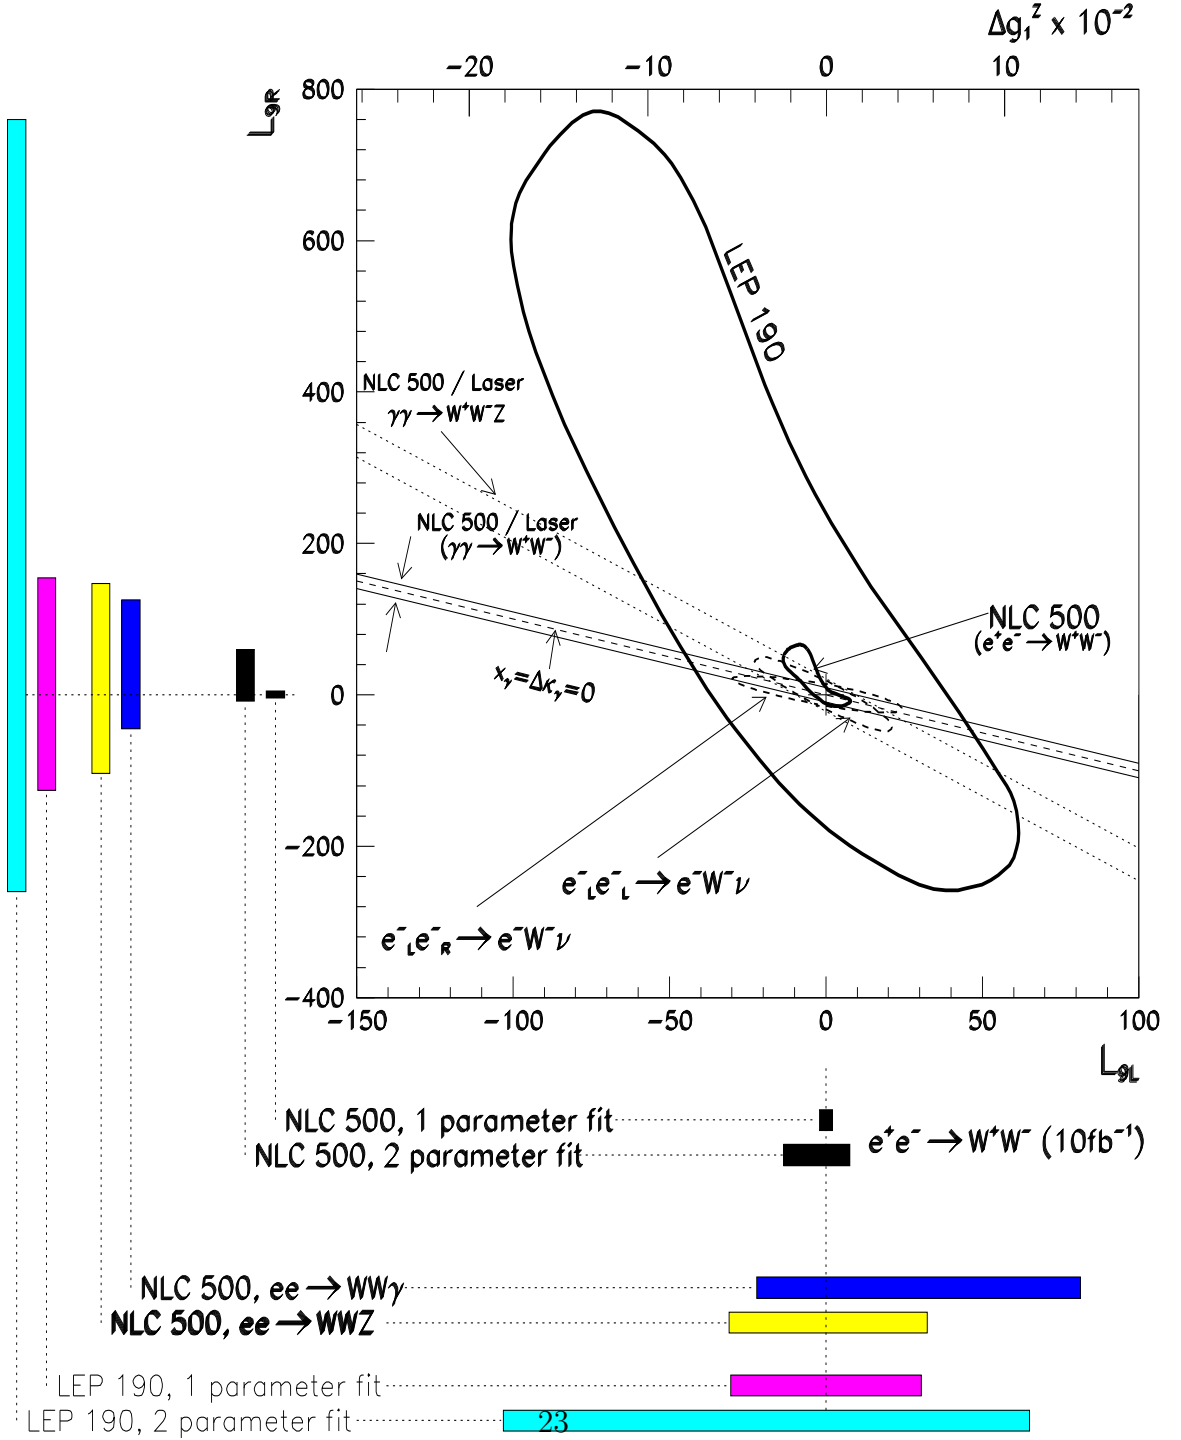 Δg₁ᶻ x 10⁻²
−20 −10 0 10
L9R
800
600
400
200
0
−200
−400
LEP 190
NLC 500 / Laser
γγ → W⁺W⁻Z
NLC 500 / Laser
(γγ → W⁺W⁻)
xᵧ=Δκᵧ=0
NLC 500
(e⁺e⁻ → W⁺W⁻)
e⁻Le⁻L → e⁻W⁻ν
e⁻Le⁻R → e⁻W⁻ν
−150 −100 −50 0 50 100
L9L
NLC 500, 1 parameter fit
e⁺e⁻ → W⁺W⁻ (10fb⁻¹)
NLC 500, 2 parameter fit
NLC 500, ee → WWγ
NLC 500, ee → WWZ
LEP 190, 1 parameter fit
LEP 190, 2 parameter fit
23